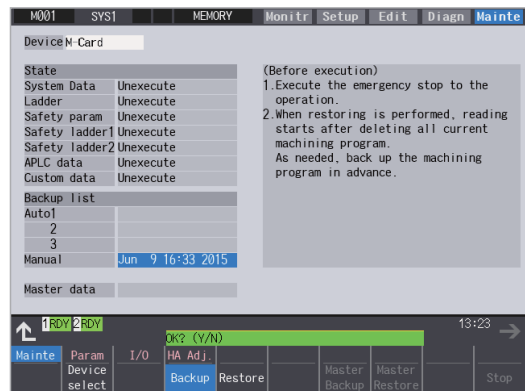 M001 SYS1 MEMORY Monitr Setup Edit Diagn Mainte
Device M-Card
State
System Data Unexecute
Ladder Unexecute
Safety param Unexecute
Safety ladder1 Unexecute
Safety ladder2 Unexecute
APLC data Unexecute
Custom data Unexecute
Backup list
Auto1
2
3
Manual Jun 9 16:33 2015
Master data
(Before execution)
1.Execute the emergency stop to the
operation.
2.When restoring is performed, reading
starts after deleting all current
machining program.
As needed, back up the machining
program in advance.
1RDY 2RDY 13:23
OK? (Y/N)
Mainte Param I/O HA Adj.
Device select Backup Restore Master Backup Master Restore Stop